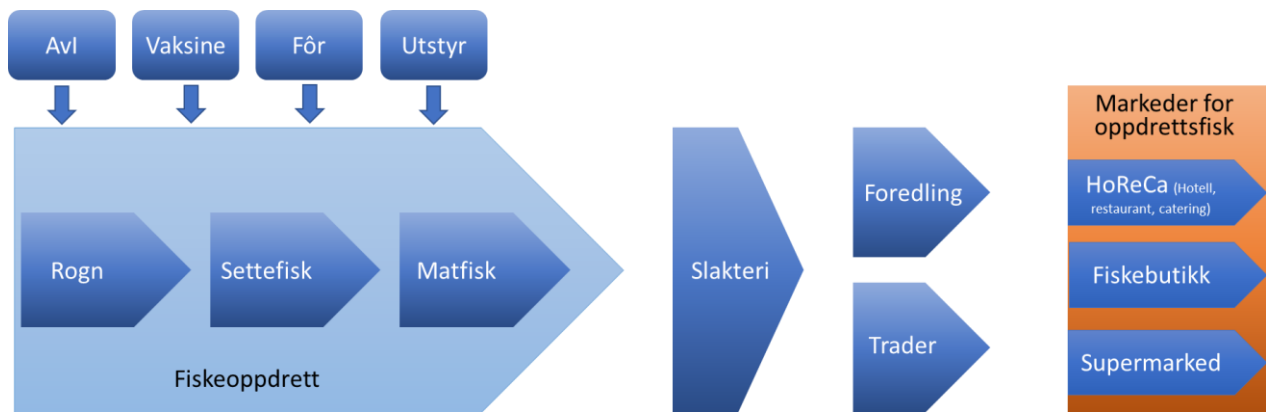 Avl
Vaksine
Fôr
Utstyr
Rogn
Settefisk
Matfisk
Fiskeoppdrett
Slakteri
Foredling
Trader
Markeder for
oppdrettsfisk
HoReCa (Hotell,
restaurant, catering)
Fiskebutikk
Supermarked